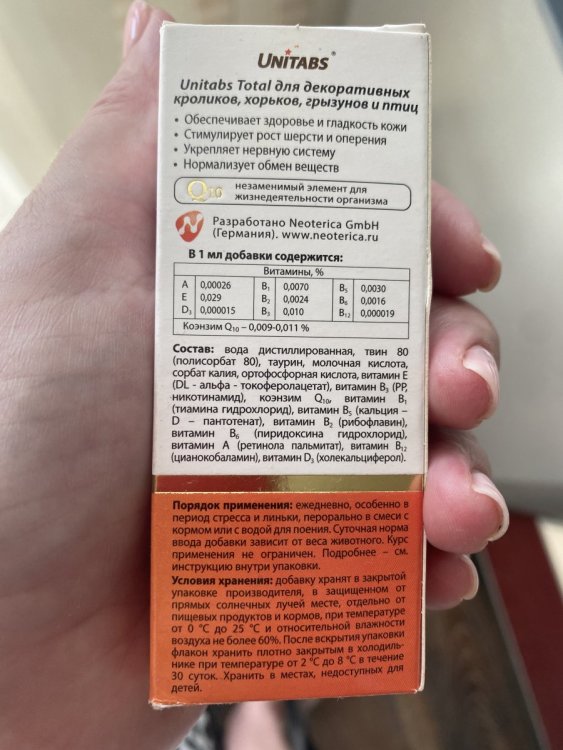 UNITABS®
Unitabs Total для декоративных
кроликов, хорьков, грызунов и птиц
• Обеспечивает здоровье и гладкость кожи
• Стимулирует рост шерсти и оперения
• Укрепляет нервную систему
• Нормализует обмен веществ
Q10 незаменимый элемент для
жизнедеятельности организма
Разработано Neoterica GmbH
(Германия). www.neoterica.ru
В 1 мл добавки содержится:
Витамины, %
A 0,00026 B1 0,0070 B5 0,0030
E 0,029 B2 0,0024 B6 0,0016
D3 0,000015 B3 0,010 B12 0,000019
Коэнзим Q10 – 0,009-0,011 %
Состав: вода дистиллированная, твин 80
(полисорбат 80), таурин, молочная кислота,
сорбат калия, ортофосфорная кислота, витамин Е
(DL - альфа - токоферолацетат), витамин B3 (PP,
никотинамид), коэнзим Q10, витамин B1
(тиамина гидрохлорид), витамин B5 (кальция –
D – пантотенат), витамин B2 (рибофлавин),
витамин B6 (пиридоксина гидрохлорид),
витамин А (ретинола пальмитат), витамин B12
(цианокобаламин), витамин D3 (холекальциферол).
Порядок применения: ежедневно, особенно в
период стресса и линьки, перорально в смеси с
кормом или с водой для поения. Суточная норма
ввода добавки зависит от веса животного. Курс
применения не ограничен. Подробнее – см.
инструкцию внутри упаковки.
Условия хранения: добавку хранят в закрытой
упаковке производителя, в защищенном от
прямых солнечных лучей месте, отдельно от
пищевых продуктов и кормов, при температуре
от 0 °С до 25 °С и относительной влажности
воздуха не более 60%. После вскрытия упаковки
флакон хранить плотно закрытым в холодиль-
нике при температуре от 2 °С до 8 °С в течение
30 суток. Хранить в местах, недоступных для
детей.